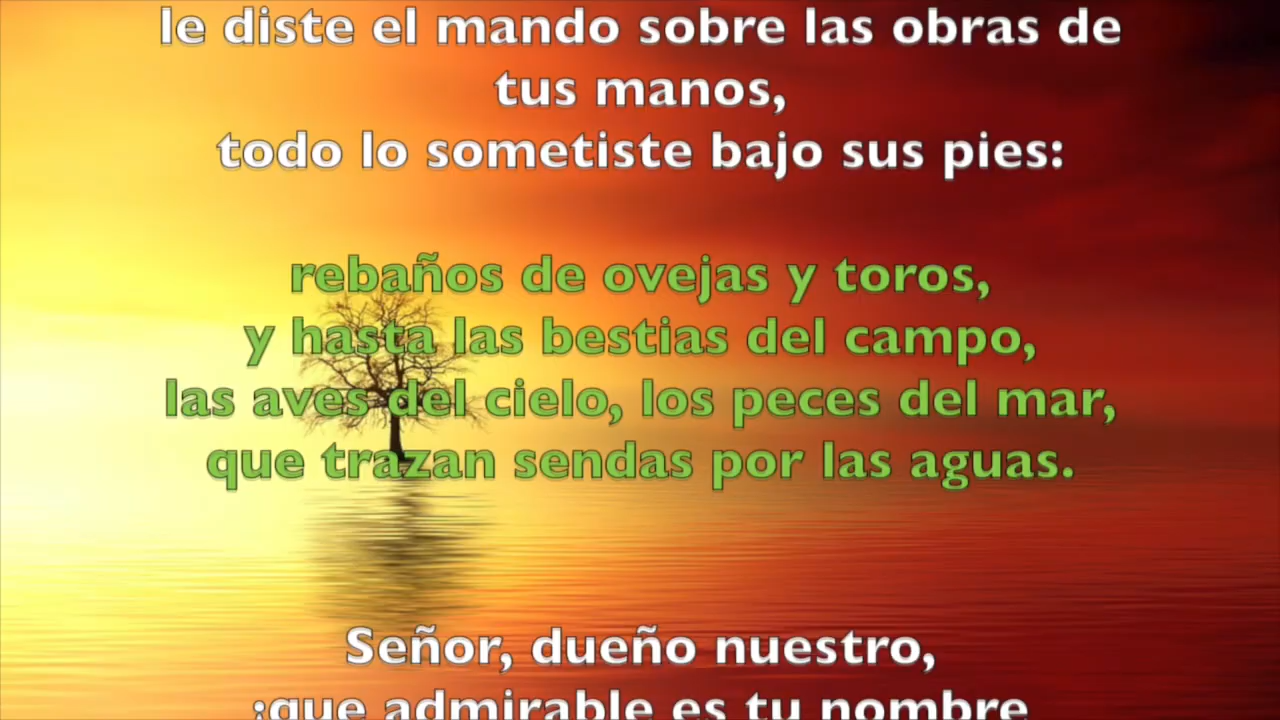 le diste el mando sobre las obras de
tus manos,
todo lo sometiste bajo sus pies:
rebaños de ovejas y toros,
y hasta las bestias del campo,
las aves del cielo, los peces del mar,
que trazan sendas por las aguas.
Señor, dueño nuestro,
¡que admirable es tu nombre